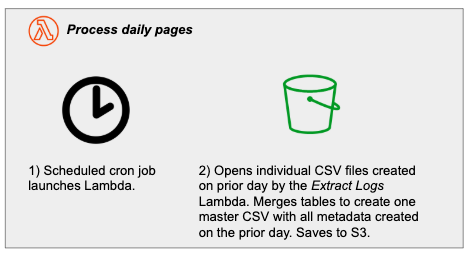 Process daily pages
1) Scheduled cron job
launches Lambda.
2) Opens individual CSV files created
on prior day by the Extract Logs
Lambda. Merges tables to create one
master CSV with all metadata created
on the prior day. Saves to S3.